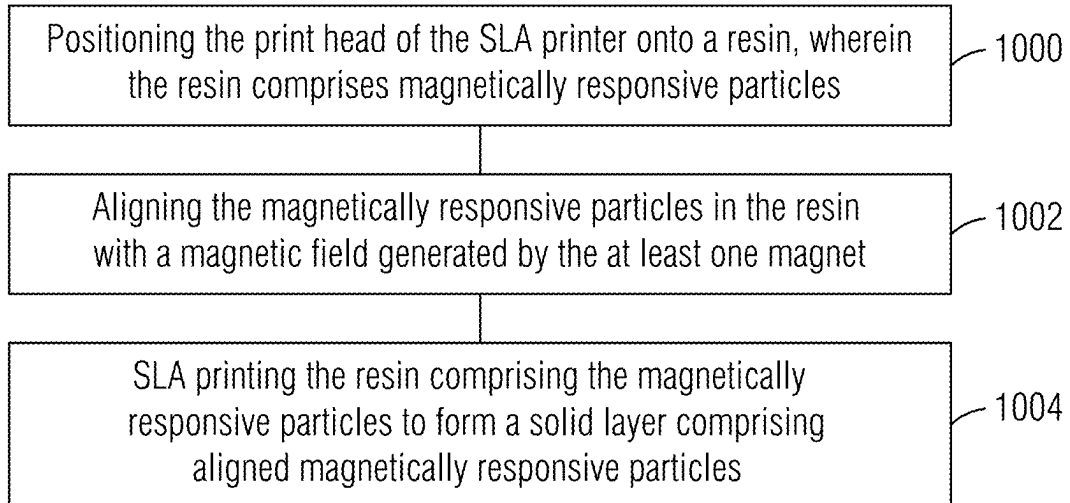 Positioning the print head of the SLA printer onto a resin, wherein
the resin comprises magnetically responsive particles
1000
Aligning the magnetically responsive particles in the resin
with a magnetic field generated by the at least one magnet
1002
SLA printing the resin comprising the magnetically
responsive particles to form a solid layer comprising
aligned magnetically responsive particles
1004